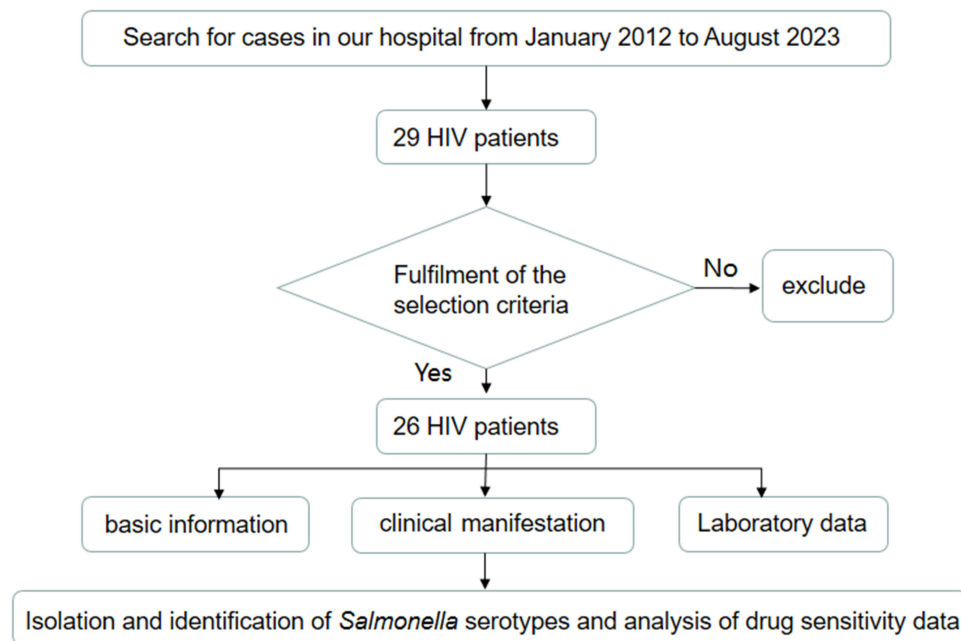 Search for cases in our hospital from January 2012 to August 2023
29 HIV patients
Fulfilment of the
selection criteria
No
exclude
Yes
26 HIV patients
basic information
clinical manifestation
Laboratory data
Isolation and identification of Salmonella serotypes and analysis of drug sensitivity data